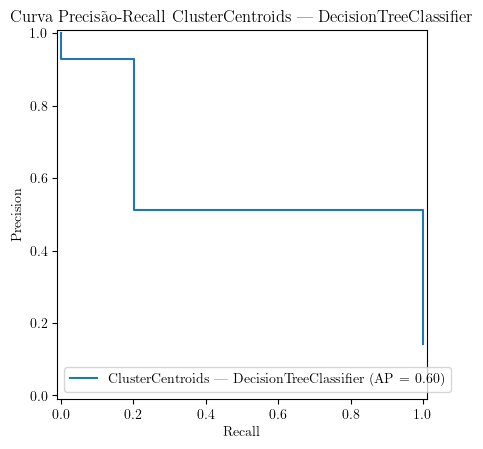 Curva Precisão-Recall ClusterCentroids — DecisionTreeClassifier
1.0
0.8
0.6
0.4
0.2
0.0
Precision
ClusterCentroids — DecisionTreeClassifier (AP = 0.60)
0.0 0.2 0.4 0.6 0.8 1.0
Recall